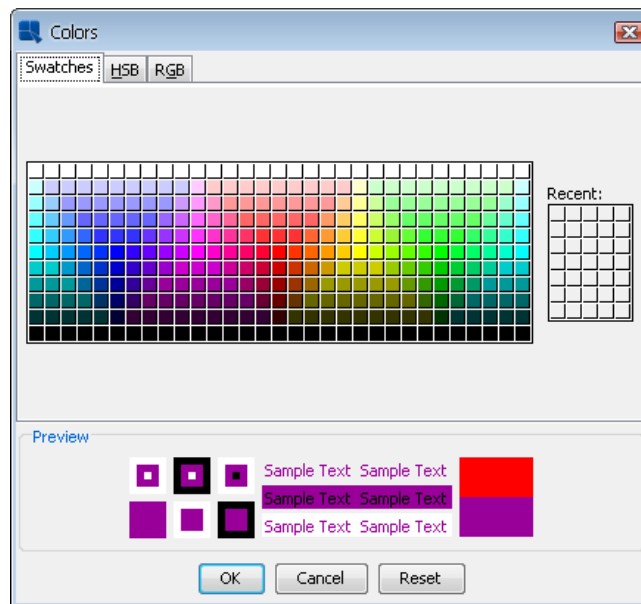 Colors
Swatches HSB RGB
Recent:
Preview
Sample Text Sample Text
Sample Text Sample Text
Sample Text Sample Text
OK Cancel Reset